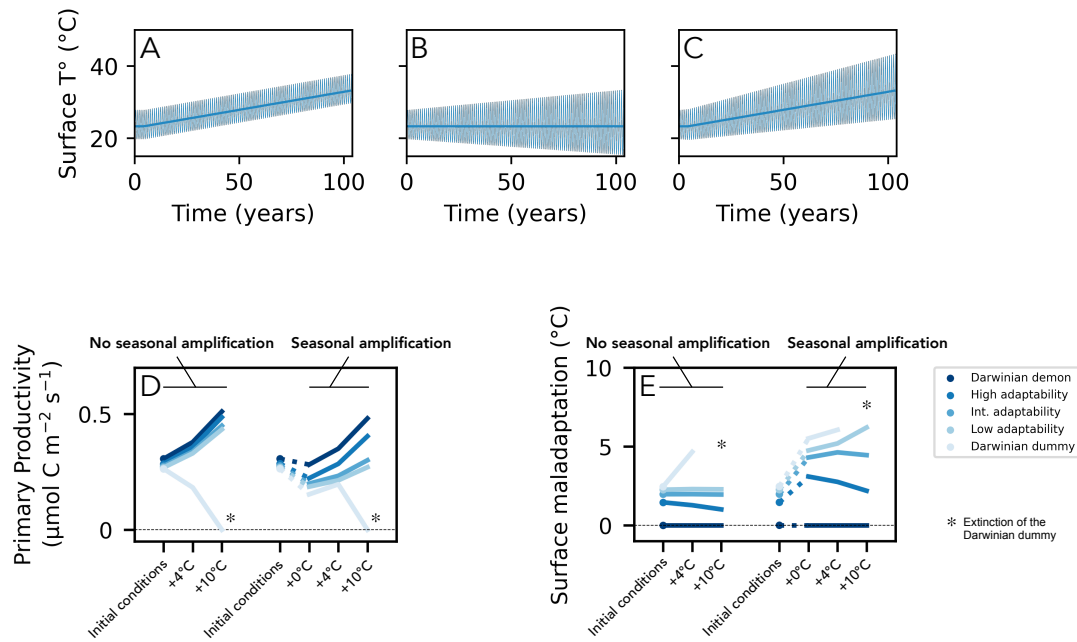 A
B
C
Surface T° (°C)
40
20
0
50
100
Time (years)
0
50
100
Time (years)
0
50
100
Time (years)
No seasonal amplification
Seasonal amplification
D
Primary Productivity
(μmol C m⁻² s⁻¹)
0.5
0
*
*
Initial conditions
+4°C
+10°C
Initial conditions
+0°C
+4°C
+10°C
No seasonal amplification
Seasonal amplification
E
Surface maladaptation (°C)
10
5
0
*
*
Initial conditions
+4°C
+10°C
Initial conditions
+0°C
+4°C
+10°C
Darwinian demon
High adaptability
Int. adaptability
Low adaptability
Darwinian dummy
* Extinction of the
Darwinian dummy